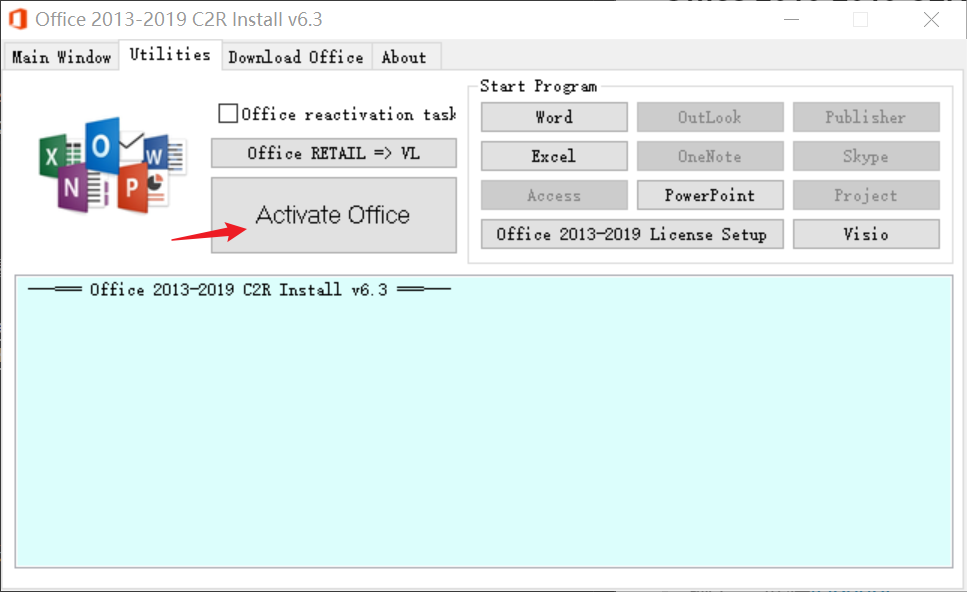 Office 2013-2019 C2R Install v6.3
Main Window
Utilities
Download Office
About
Office reactivation task
Office RETAIL => VL
Activate Office
Start Program
Word
OutLook
Publisher
Excel
OneNote
Skype
Access
PowerPoint
Project
Office 2013-2019 License Setup
Visio
Office 2013-2019 C2R Install v6.3
X
O
W
N
P